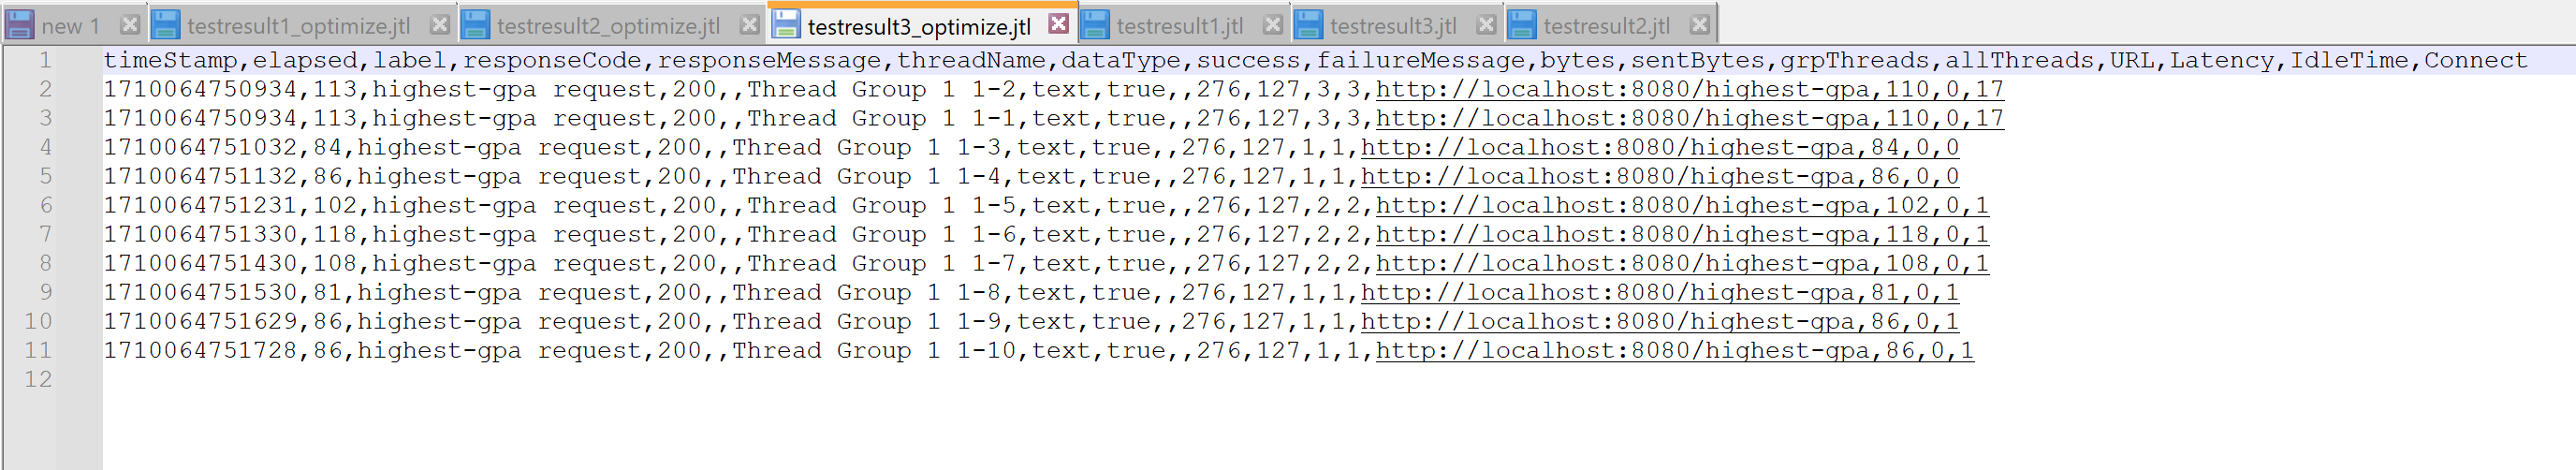 new 1 testresult1_optimize.jtl testresult2_optimize.jtl testresult3_optimize.jtl testresult1.jtl testresult3.jtl testresult2.jtl
1 timeStamp,elapsed,label,responseCode,responseMessage,threadName,dataType,success,failureMessage,bytes,sentBytes,grpThreads,allThreads,URL,Latency,IdleTime,Connect
2 1710064750934,113,highest-gpa request,200,,Thread Group 1 1-2,text,true,,276,127,3,3,http://localhost:8080/highest-gpa,110,0,17
3 1710064750934,113,highest-gpa request,200,,Thread Group 1 1-1,text,true,,276,127,3,3,http://localhost:8080/highest-gpa,110,0,17
4 1710064751032,84,highest-gpa request,200,,Thread Group 1 1-3,text,true,,276,127,1,1,http://localhost:8080/highest-gpa,84,0,0
5 1710064751132,86,highest-gpa request,200,,Thread Group 1 1-4,text,true,,276,127,1,1,http://localhost:8080/highest-gpa,86,0,0
6 1710064751231,102,highest-gpa request,200,,Thread Group 1 1-5,text,true,,276,127,2,2,http://localhost:8080/highest-gpa,102,0,1
7 1710064751330,118,highest-gpa request,200,,Thread Group 1 1-6,text,true,,276,127,2,2,http://localhost:8080/highest-gpa,118,0,1
8 1710064751430,108,highest-gpa request,200,,Thread Group 1 1-7,text,true,,276,127,2,2,http://localhost:8080/highest-gpa,108,0,1
9 1710064751530,81,highest-gpa request,200,,Thread Group 1 1-8,text,true,,276,127,1,1,http://localhost:8080/highest-gpa,81,0,1
10 1710064751629,86,highest-gpa request,200,,Thread Group 1 1-9,text,true,,276,127,1,1,http://localhost:8080/highest-gpa,86,0,1
11 1710064751728,86,highest-gpa request,200,,Thread Group 1 1-10,text,true,,276,127,1,1,http://localhost:8080/highest-gpa,86,0,1
12